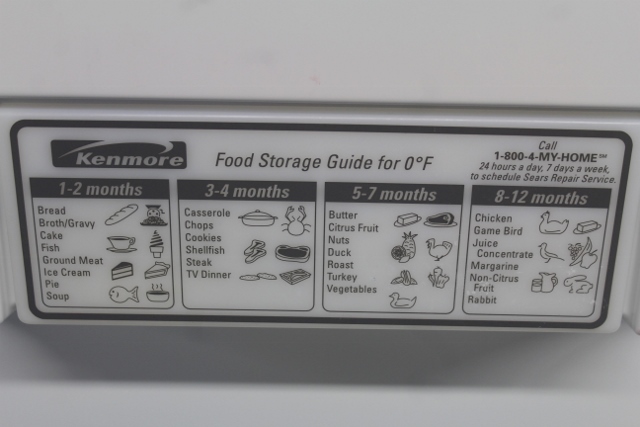 Kenmore
Food Storage Guide for 0°F
Call
1-800-4-MY-HOME℠
24 hours a day, 7 days a week,
to schedule Sears Repair Service.
1-2 months
Bread
Broth/Gravy
Cake
Fish
Ground Meat
Ice Cream
Pie
Soup
3-4 months
Casserole
Chops
Cookies
Shellfish
Steak
TV Dinner
5-7 months
Butter
Citrus Fruit
Nuts
Duck
Roast
Turkey
Vegetables
8-12 months
Chicken
Game Bird
Juice
Concentrate
Margarine
Non-Citrus
Fruit
Rabbit